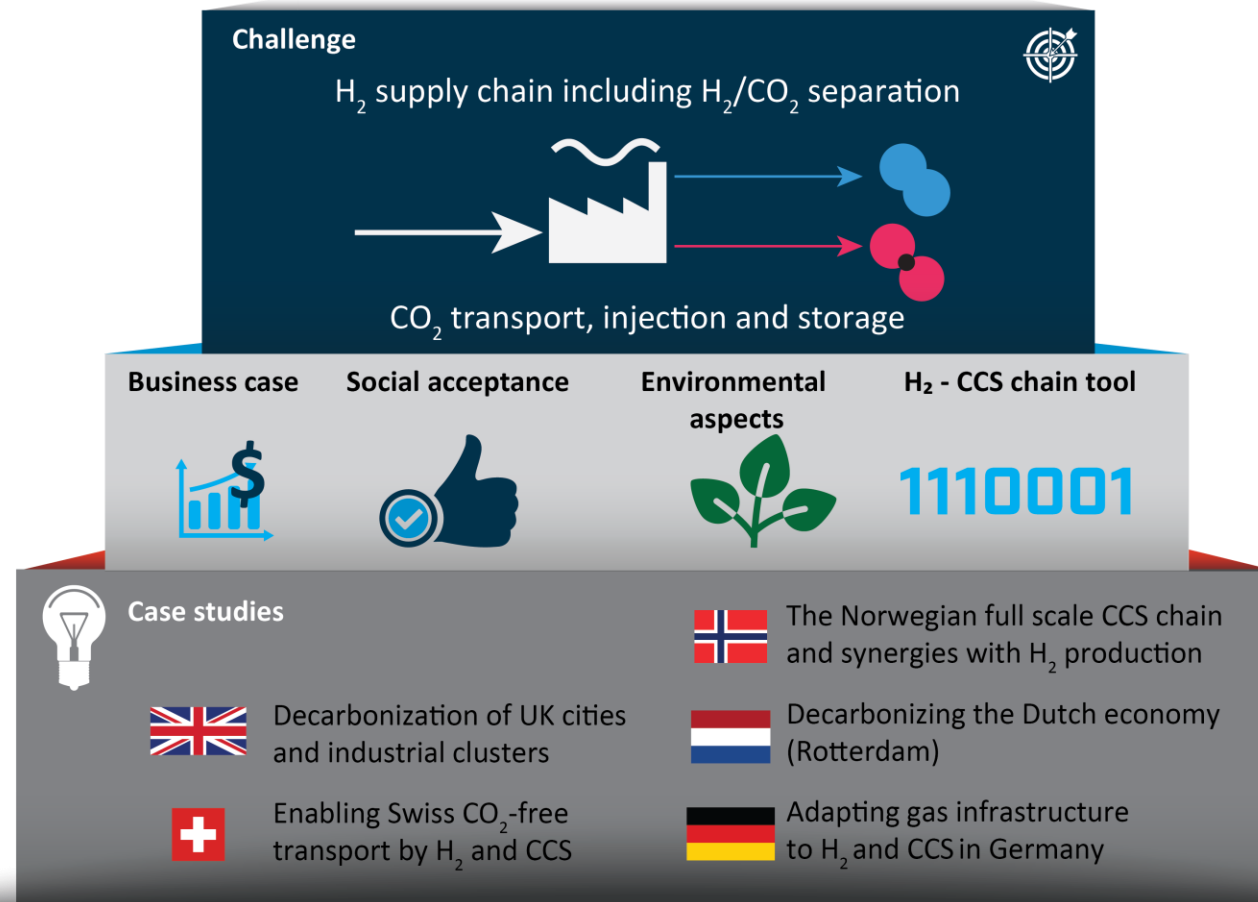 Challenge
H₂ supply chain including H₂/CO₂ separation
CO₂ transport, injection and storage
Business case
Social acceptance
Environmental
aspects
H₂ - CCS chain tool
$
1110001
Case studies
The Norwegian full scale CCS chain
and synergies with H₂ production
Decarbonization of UK cities
and industrial clusters
Decarbonizing the Dutch economy
(Rotterdam)
Enabling Swiss CO₂-free
transport by H₂ and CCS
Adapting gas infrastructure
to H₂ and CCS in Germany